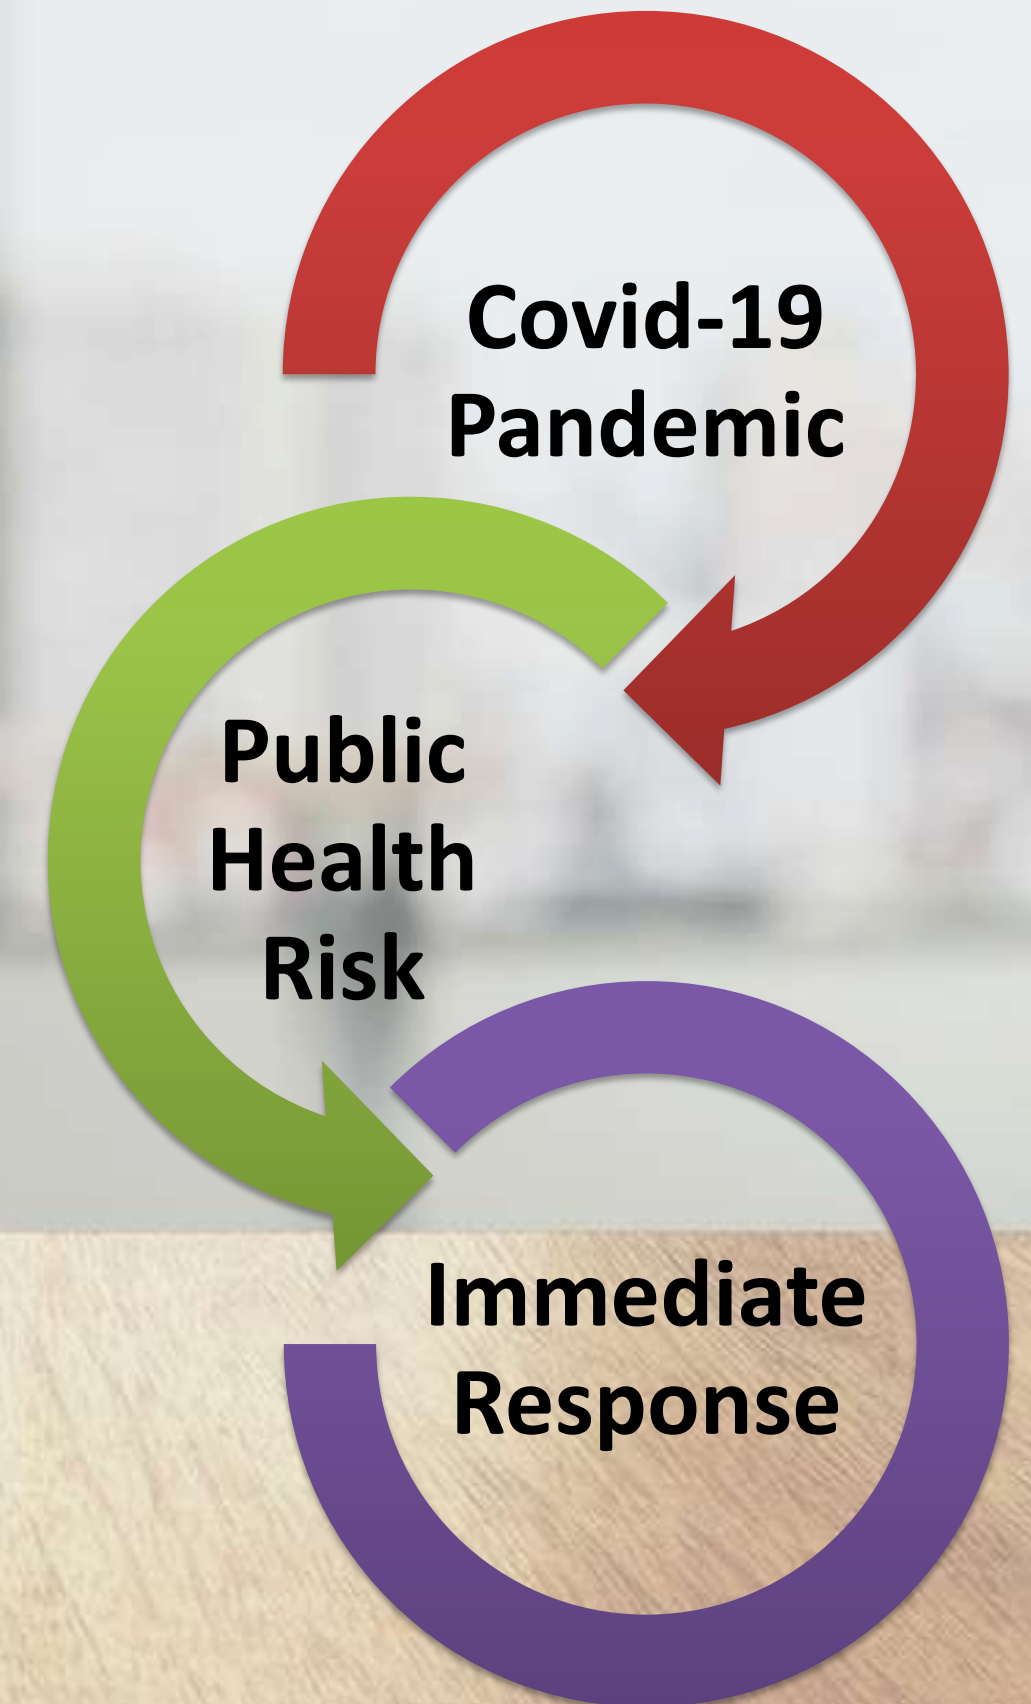 Covid-19
Pandemic
Public
Health
Risk
Immediate
Response